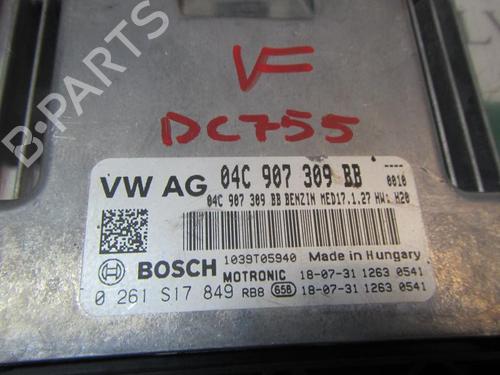 B-PARTS
VF
DC755
VW AG 04C 907 309 BB 0010
04C 907 309 BB BENZIN MED17.1.27 HW: H20
1039T05940 Made in Hungary
BOSCH MOTRONIC 18-07-31 1263 0541
0 261 S17 849 RB8 658 18-07-31 1263 0541